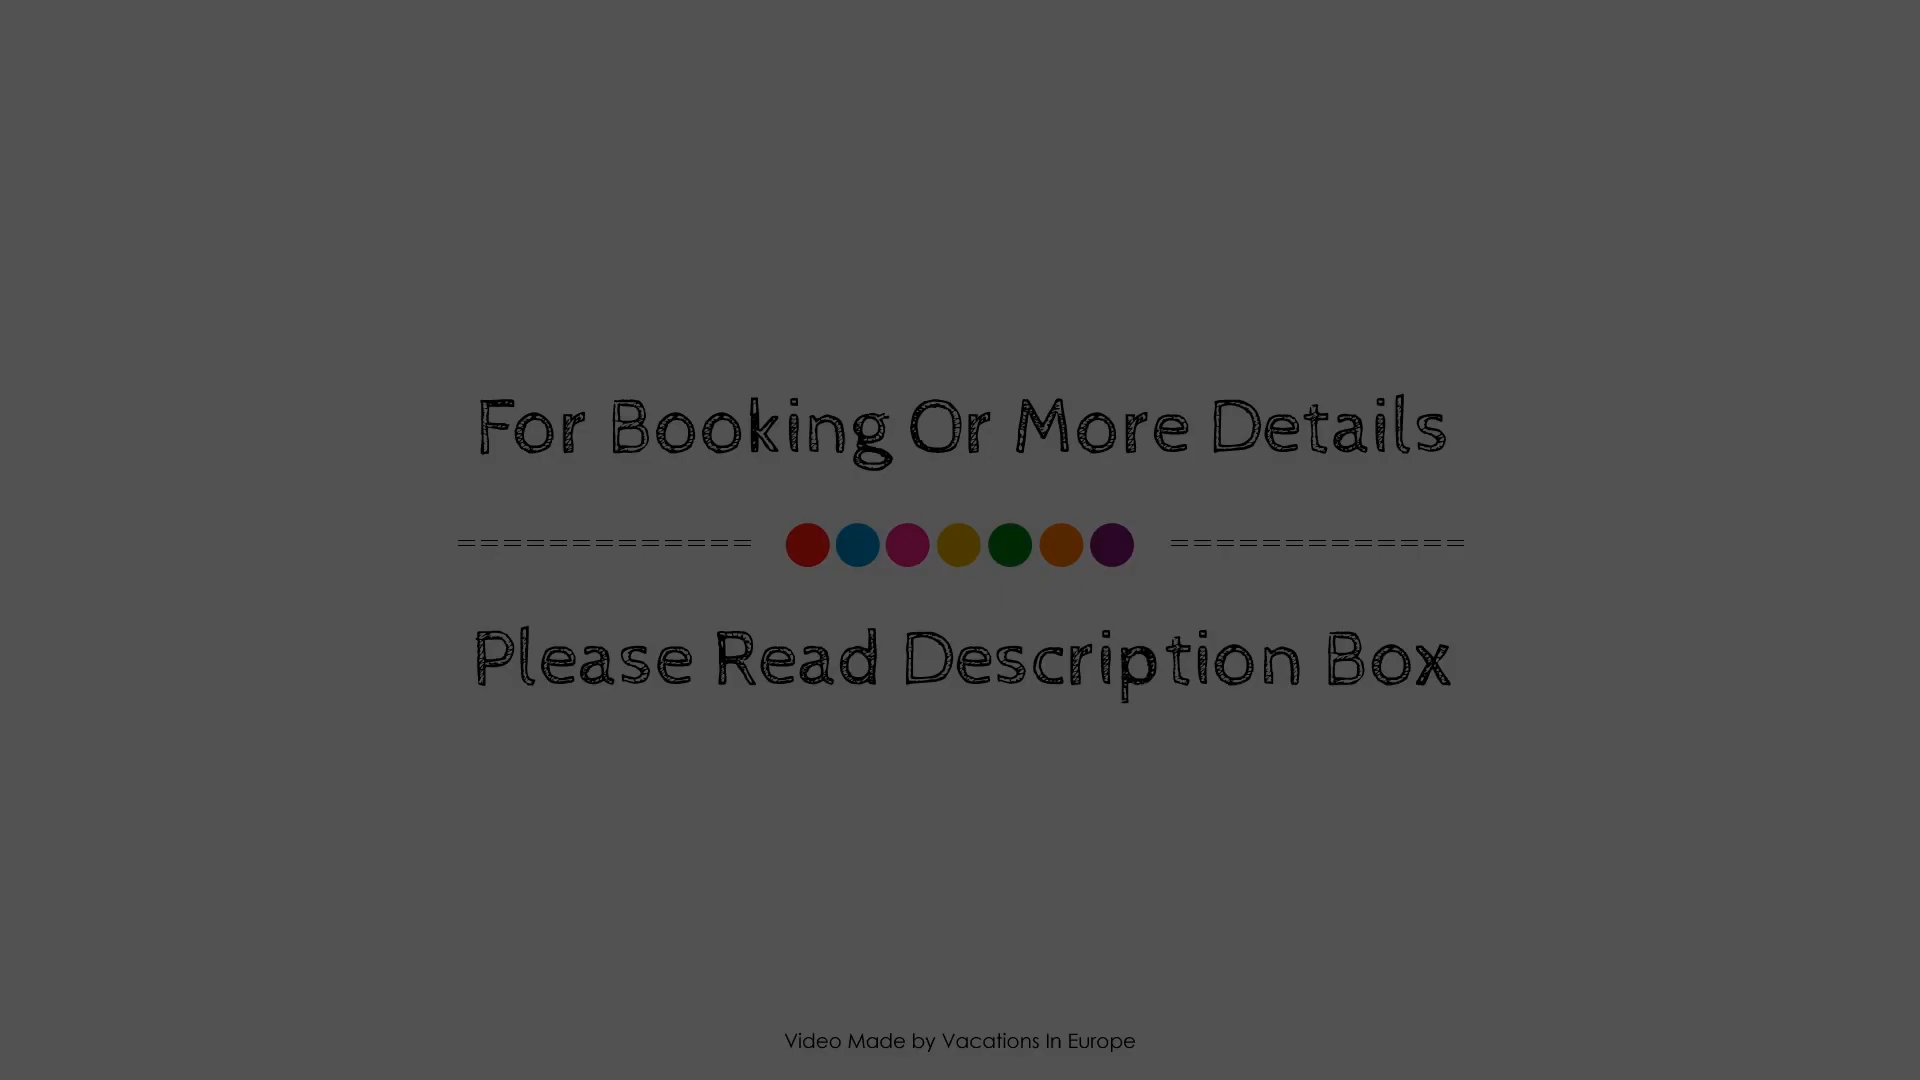 For Booking Or More Details
============= =============
Please Read Description Box
Video Made by Vacations In Europe